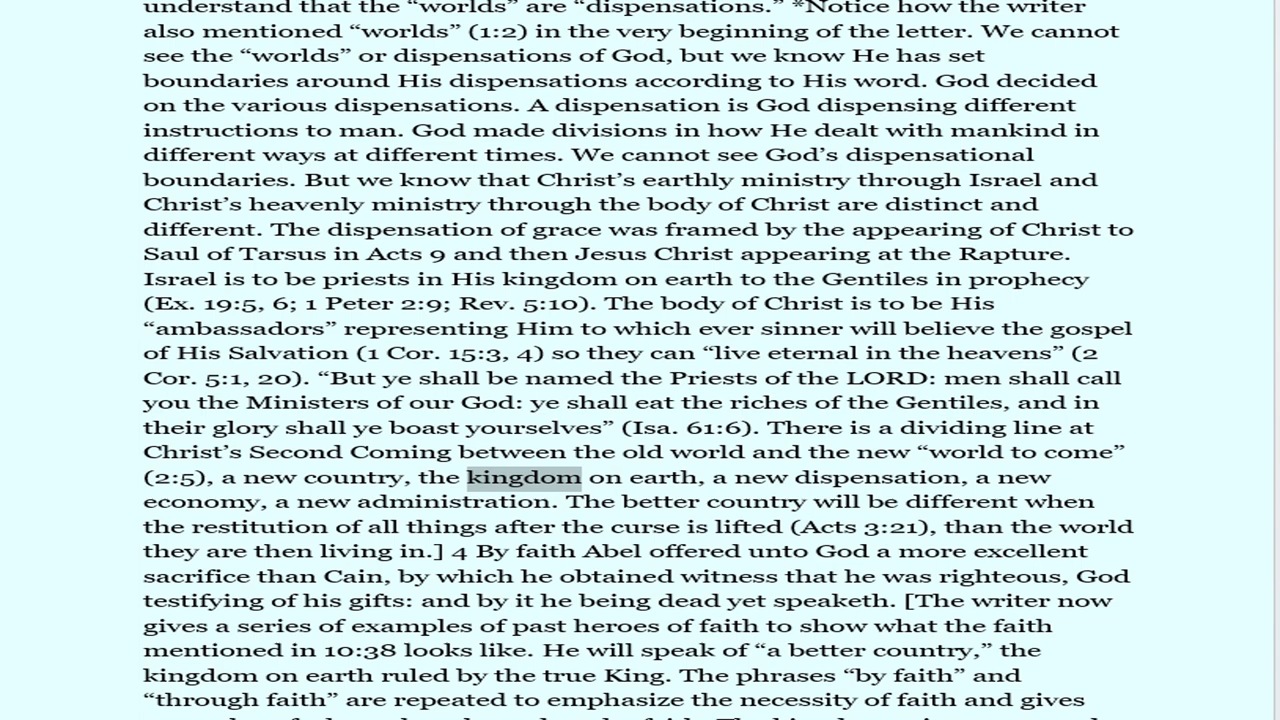 understand that the “worlds” are “dispensations.” *Notice how the writer
also mentioned “worlds” (1:2) in the very beginning of the letter. We cannot
see the “worlds” or dispensations of God, but we know He has set
boundaries around His dispensations according to His word. God decided
on the various dispensations. A dispensation is God dispensing different
instructions to man. God made divisions in how He dealt with mankind in
different ways at different times. We cannot see God’s dispensational
boundaries. But we know that Christ’s earthly ministry through Israel and
Christ’s heavenly ministry through the body of Christ are distinct and
different. The dispensation of grace was framed by the appearing of Christ to
Saul of Tarsus in Acts 9 and then Jesus Christ appearing at the Rapture.
Israel is to be priests in His kingdom on earth to the Gentiles in prophecy
(Ex. 19:5, 6; 1 Peter 2:9; Rev. 5:10). The body of Christ is to be His
“ambassadors” representing Him to which ever sinner will believe the gospel
of His Salvation (1 Cor. 15:3, 4) so they can “live eternal in the heavens” (2
Cor. 5:1, 20). “But ye shall be named the Priests of the LORD: men shall call
you the Ministers of our God: ye shall eat the riches of the Gentiles, and in
their glory shall ye boast yourselves” (Isa. 61:6). There is a dividing line at
Christ’s Second Coming between the old world and the new “world to come”
(2:5), a new country, the kingdom on earth, a new dispensation, a new
economy, a new administration. The better country will be different when
the restitution of all things after the curse is lifted (Acts 3:21), than the world
they are then living in.] 4 By faith Abel offered unto God a more excellent
sacrifice than Cain, by which he obtained witness that he was righteous, God
testifying of his gifts: and by it he being dead yet speaketh. [The writer now
gives a series of examples of past heroes of faith to show what the faith
mentioned in 10:38 looks like. He will speak of “a better country,” the
kingdom on earth ruled by the true King. The phrases “by faith” and
“through faith” are repeated to emphasize the necessity of faith and gives